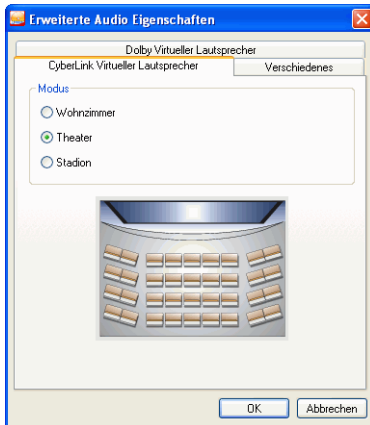 Erweiterte Audio Eigenschaften
Dolby Virtueller Lautsprecher
CyberLink Virtueller Lautsprecher
Verschiedenes
Modus
Wohnzimmer
Theater
Stadion
OK
Abbrechen